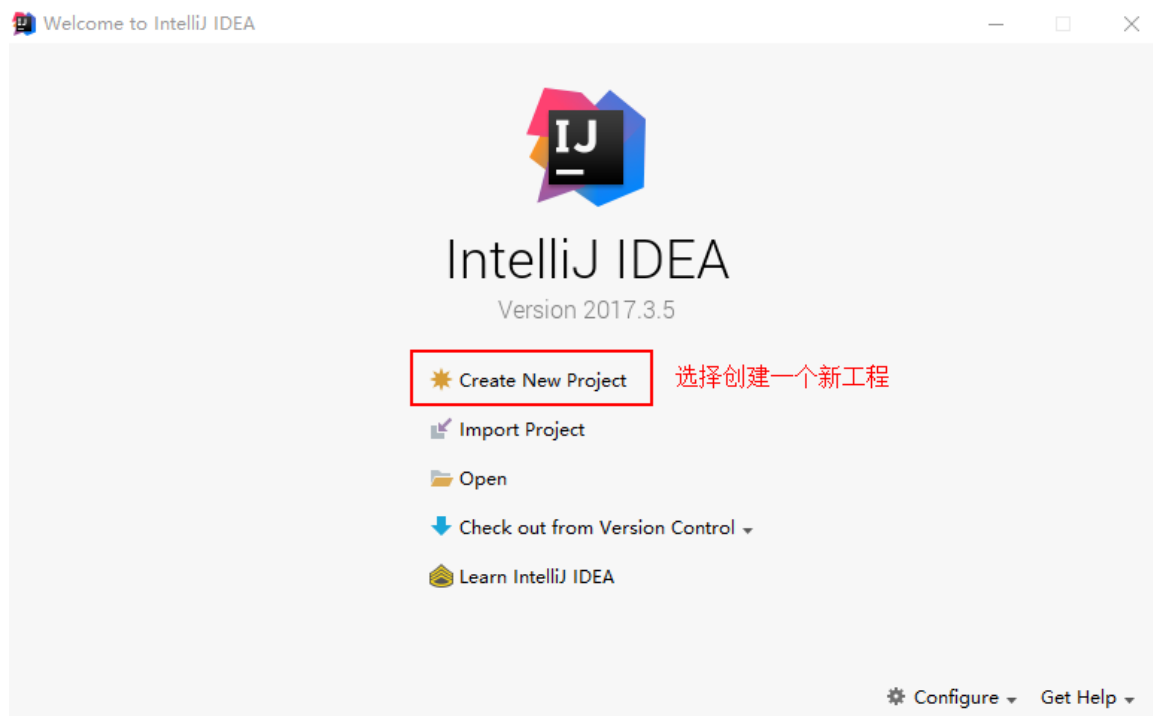 Welcome to IntelliJ IDEA
IJ
IntelliJ IDEA
Version 2017.3.5
Create New Project 选择创建一个新工程
Import Project
Open
Check out from Version Control
Learn IntelliJ IDEA
Configure Get Help